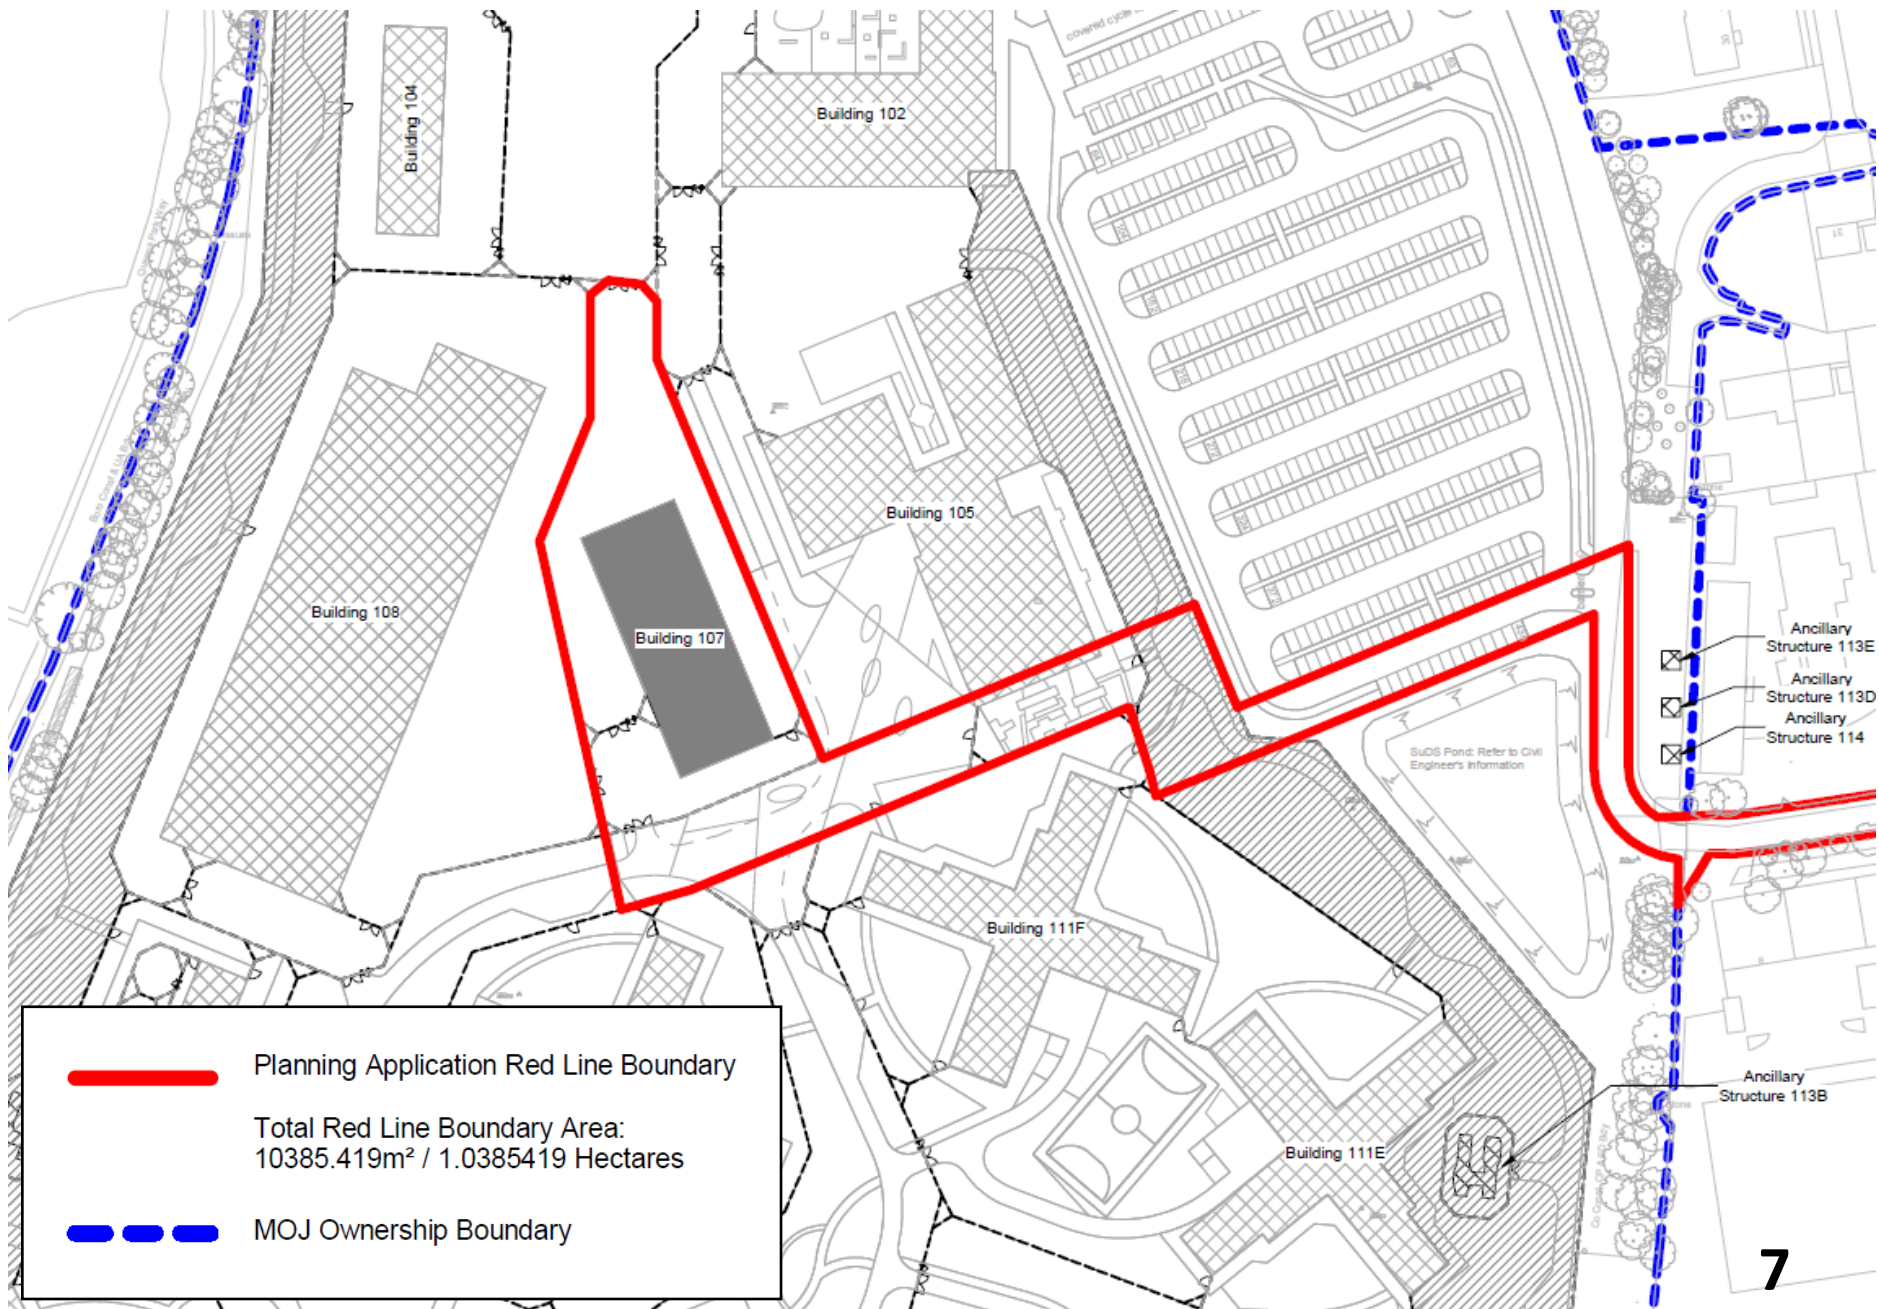 covered cycle
Building 104
Building 102
Building 105
Building 108
Building 107
Ancillary
Structure 113E
Ancillary
Structure 113D
Ancillary
Structure 114
SuDS Pond: Refer to Civil
Engineer's Information
Building 111F
Building 111E
Ancillary
Structure 113B
Planning Application Red Line Boundary
Total Red Line Boundary Area:
10385.419m² / 1.0385419 Hectares
MOJ Ownership Boundary
7